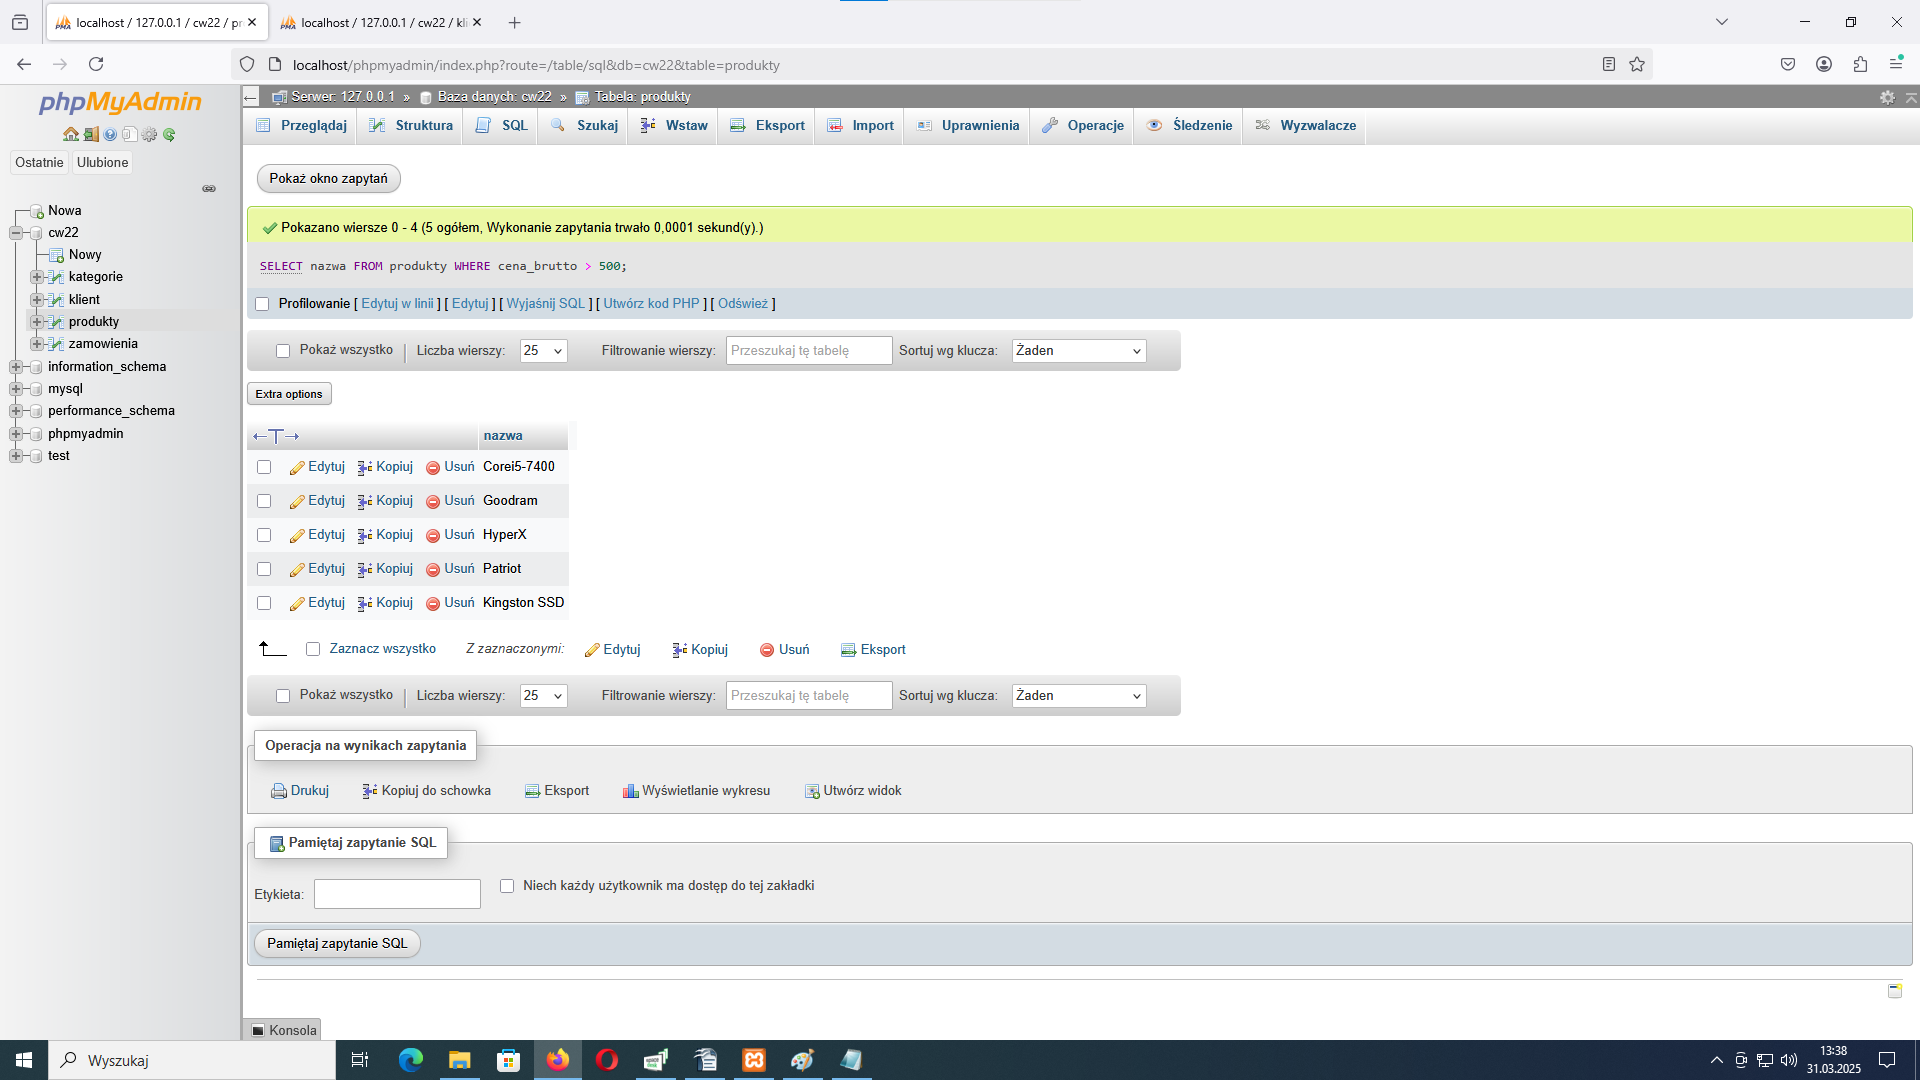 localhost / 127.0.0.1 / cw22 / pr
localhost / 127.0.0.1 / cw22 / kli
localhost/phpmyadmin/index.php?route=/table/sql&db=cw22&table=produkty
phpMyAdmin
Ostatnie
Ulubione
Nowa
cw22
Nowy
kategorie
klient
produkty
zamowienia
information_schema
mysql
performance_schema
phpmyadmin
test
Serwer: 127.0.0.1 » Baza danych: cw22 » Tabela: produkty
Przeglądaj Struktura SQL Szukaj Wstaw Eksport Import Uprawnienia Operacje Śledzenie Wyzwalacze
Pokaż okno zapytań
Pokazano wiersze 0 - 4 (5 ogółem, Wykonanie zapytania trwało 0,0001 sekund(y).)
SELECT nazwa FROM produkty WHERE cena_brutto > 500;
Profilowanie [ Edytuj w linii ] [ Edytuj ] [ Wyjaśnij SQL ] [ Utwórz kod PHP ] [ Odśwież ]
Pokaż wszystko | Liczba wierszy: 25 Filtrowanie wierszy: Przeszukaj tę tabelę Sortuj wg klucza: Żaden
Extra options
←T→ nazwa
Edytuj Kopiuj Usuń Corei5-7400
Edytuj Kopiuj Usuń Goodram
Edytuj Kopiuj Usuń HyperX
Edytuj Kopiuj Usuń Patriot
Edytuj Kopiuj Usuń Kingston SSD
Zaznacz wszystko Z zaznaczonymi: Edytuj Kopiuj Usuń Eksport
Pokaż wszystko | Liczba wierszy: 25 Filtrowanie wierszy: Przeszukaj tę tabelę Sortuj wg klucza: Żaden
Operacja na wynikach zapytania
Drukuj Kopiuj do schowka Eksport Wyświetlanie wykresu Utwórz widok
Pamiętaj zapytanie SQL
Etykieta: Niech każdy użytkownik ma dostęp do tej zakładki
Pamiętaj zapytanie SQL
Konsola
Wyszukaj
13:38
31.03.2025